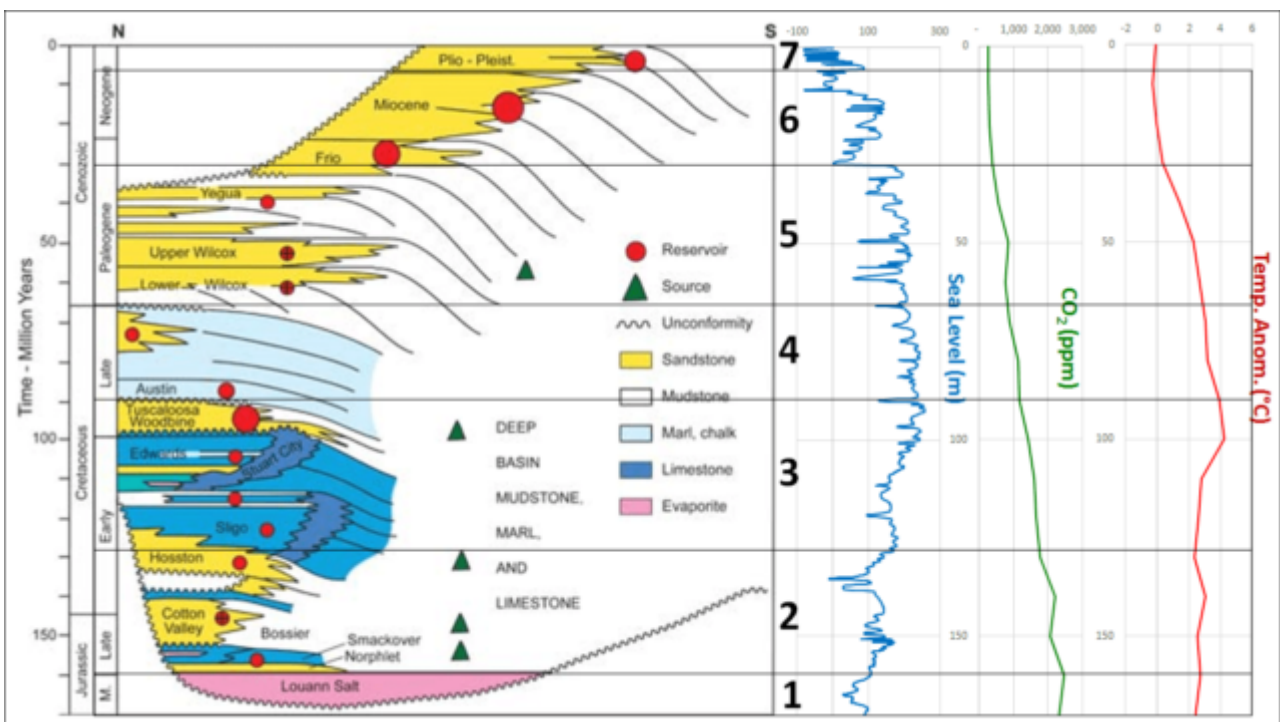 N
S
-100
100
300
-
1,000
2,000
3,000
-2
0
2
4
6
0
50
100
150
Time - Million Years
Cenozoic
Cretaceous
Jurassic
Neogene
Paleogene
Late
Early
Late
M.
Plio - Pleist.
Miocene
Frio
Yegua
Upper Wilcox
Lower Wilcox
Austin
Tuscaloosa
Woodbine
Edwards
Stuart City
Sligo
Hosston
Cotton
Valley
Bossier
Smackover
Norphlet
Louann Salt
Reservoir
Source
Unconformity
Sandstone
Mudstone
Marl, chalk
Limestone
Evaporite
DEEP
BASIN
MUDSTONE,
MARL,
AND
LIMESTONE
7
6
5
4
3
2
1
Sea Level (m)
0
50
100
150
CO2 (ppm)
0
50
100
150
Temp. Anom. (°C)